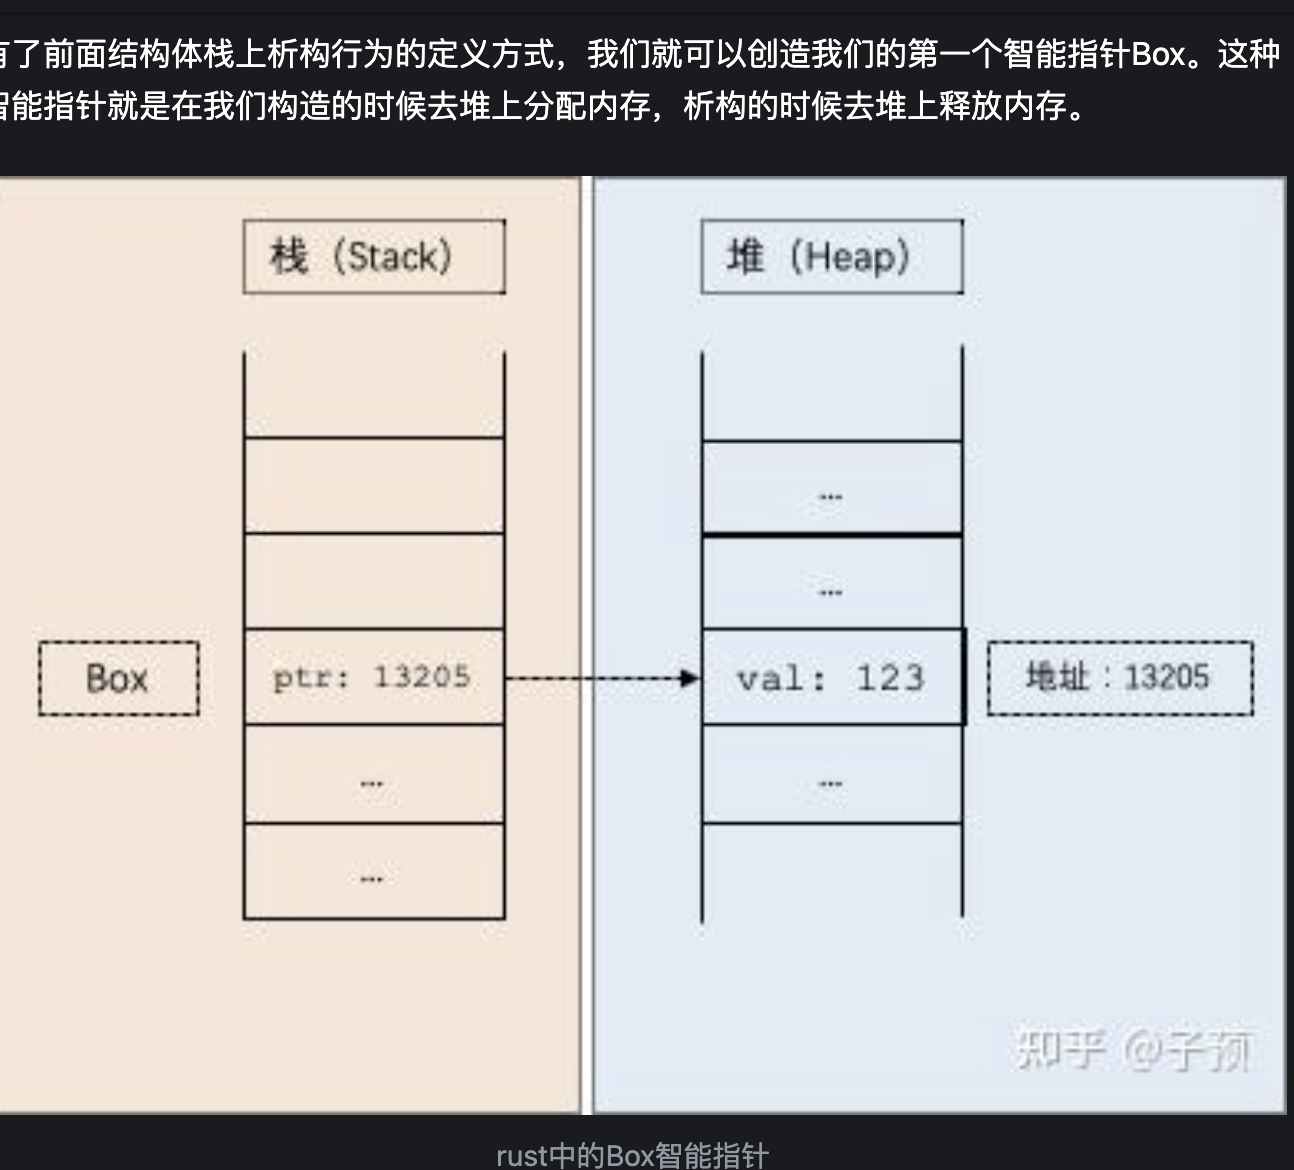 有了前面结构体栈上析构行为的定义方式，我们就可以创造我们的第一个智能指针Box。这种
智能指针就是在我们构造的时候去堆上分配内存，析构的时候去堆上释放内存。
栈（Stack）
堆（Heap）
...
...
Box
ptr: 13205
val: 123
地址：13205
...
...
...
知乎 @子预
rust中的Box智能指针